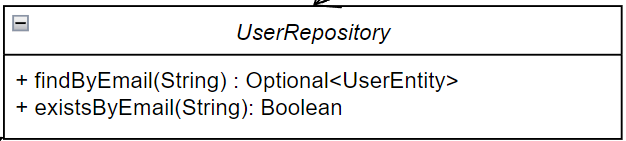 UserRepository
+ findByEmail(String) : Optional<UserEntity>
+ existsByEmail(String): Boolean